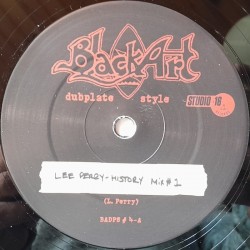 BlackArt
dubplate style
STUDIO 16
LEE PERRY - HISTORY MIX # 1
(L. Perry)
BADPS # 4-A